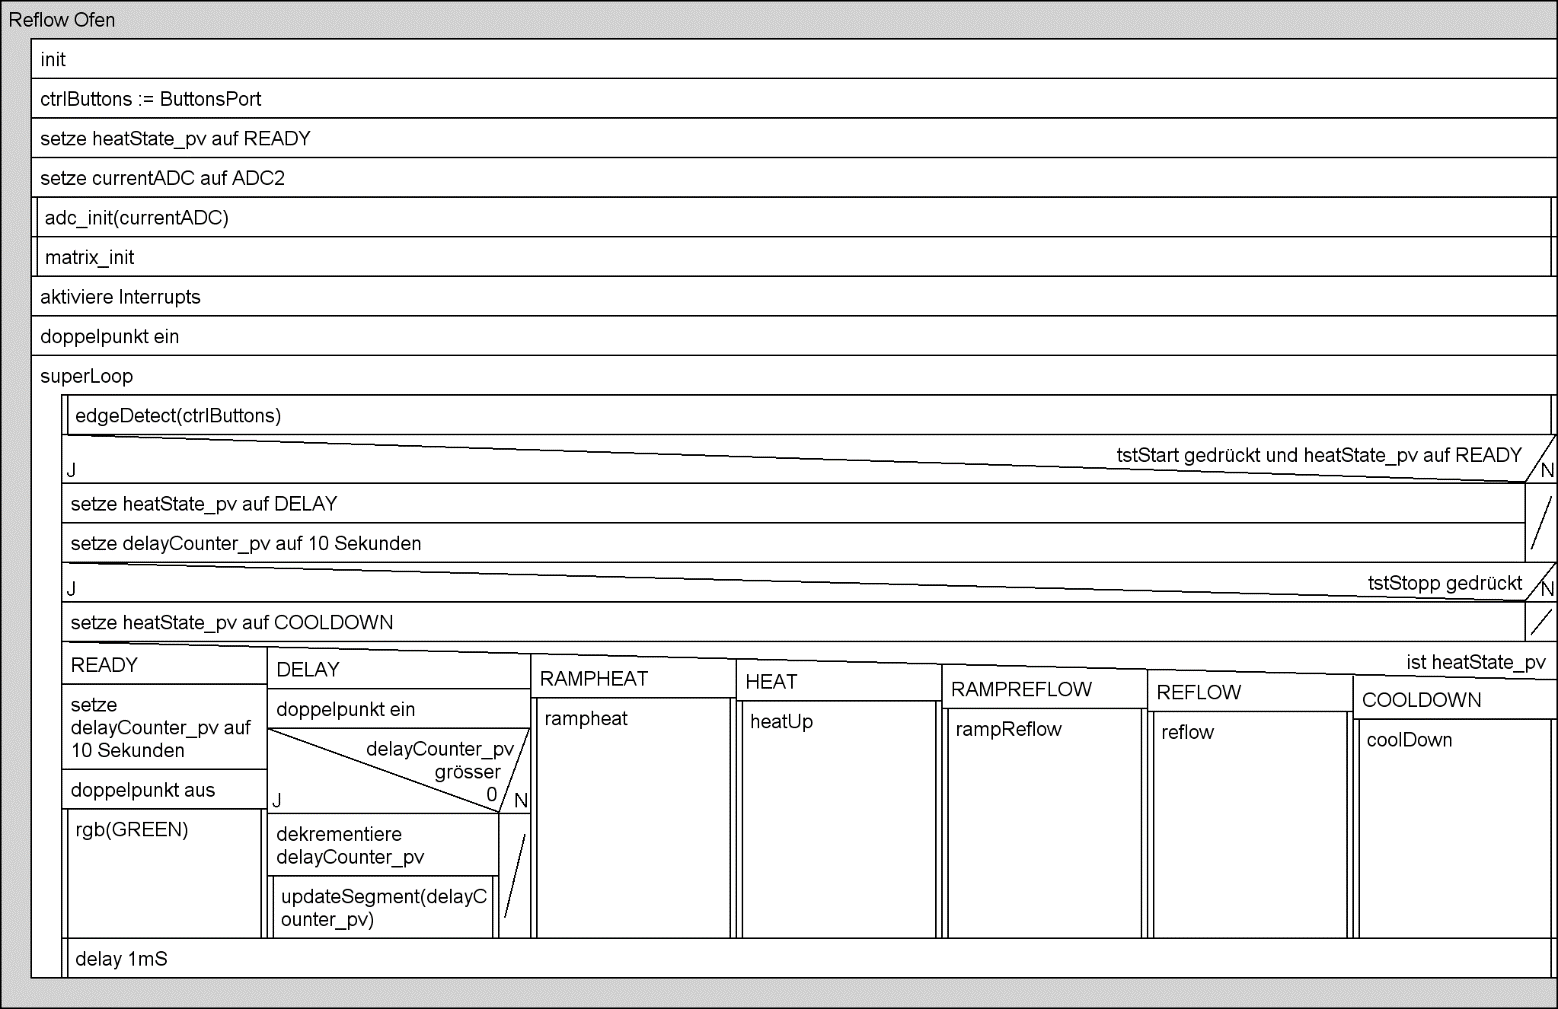 Reflow Ofen
init
ctrlButtons := ButtonsPort
setze heatState_pv auf READY
setze currentADC auf ADC2
adc_init(currentADC)
matrix_init
aktiviere Interrupts
doppelpunkt ein
superLoop
edgeDetect(ctrlButtons)
tstStart gedrückt und heatState_pv auf READY
J
N
setze heatState_pv auf DELAY
setze delayCounter_pv auf 10 Sekunden
tstStopp gedrückt
J
N
setze heatState_pv auf COOLDOWN
ist heatState_pv
READY
setze
delayCounter_pv auf
10 Sekunden
doppelpunkt aus
rgb(GREEN)
DELAY
doppelpunkt ein
delayCounter_pv
grösser
0
J
N
dekrementiere
delayCounter_pv
updateSegment(delayC
ounter_pv)
RAMPHEAT
rampheat
HEAT
heatUp
RAMPREFLOW
rampReflow
REFLOW
reflow
COOLDOWN
coolDown
delay 1mS